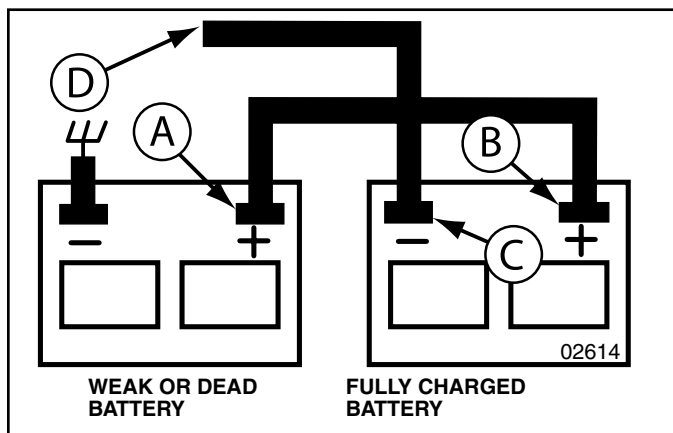 D
A
B
− + − +
C
02614
WEAK OR DEAD
BATTERY
FULLY CHARGED
BATTERY